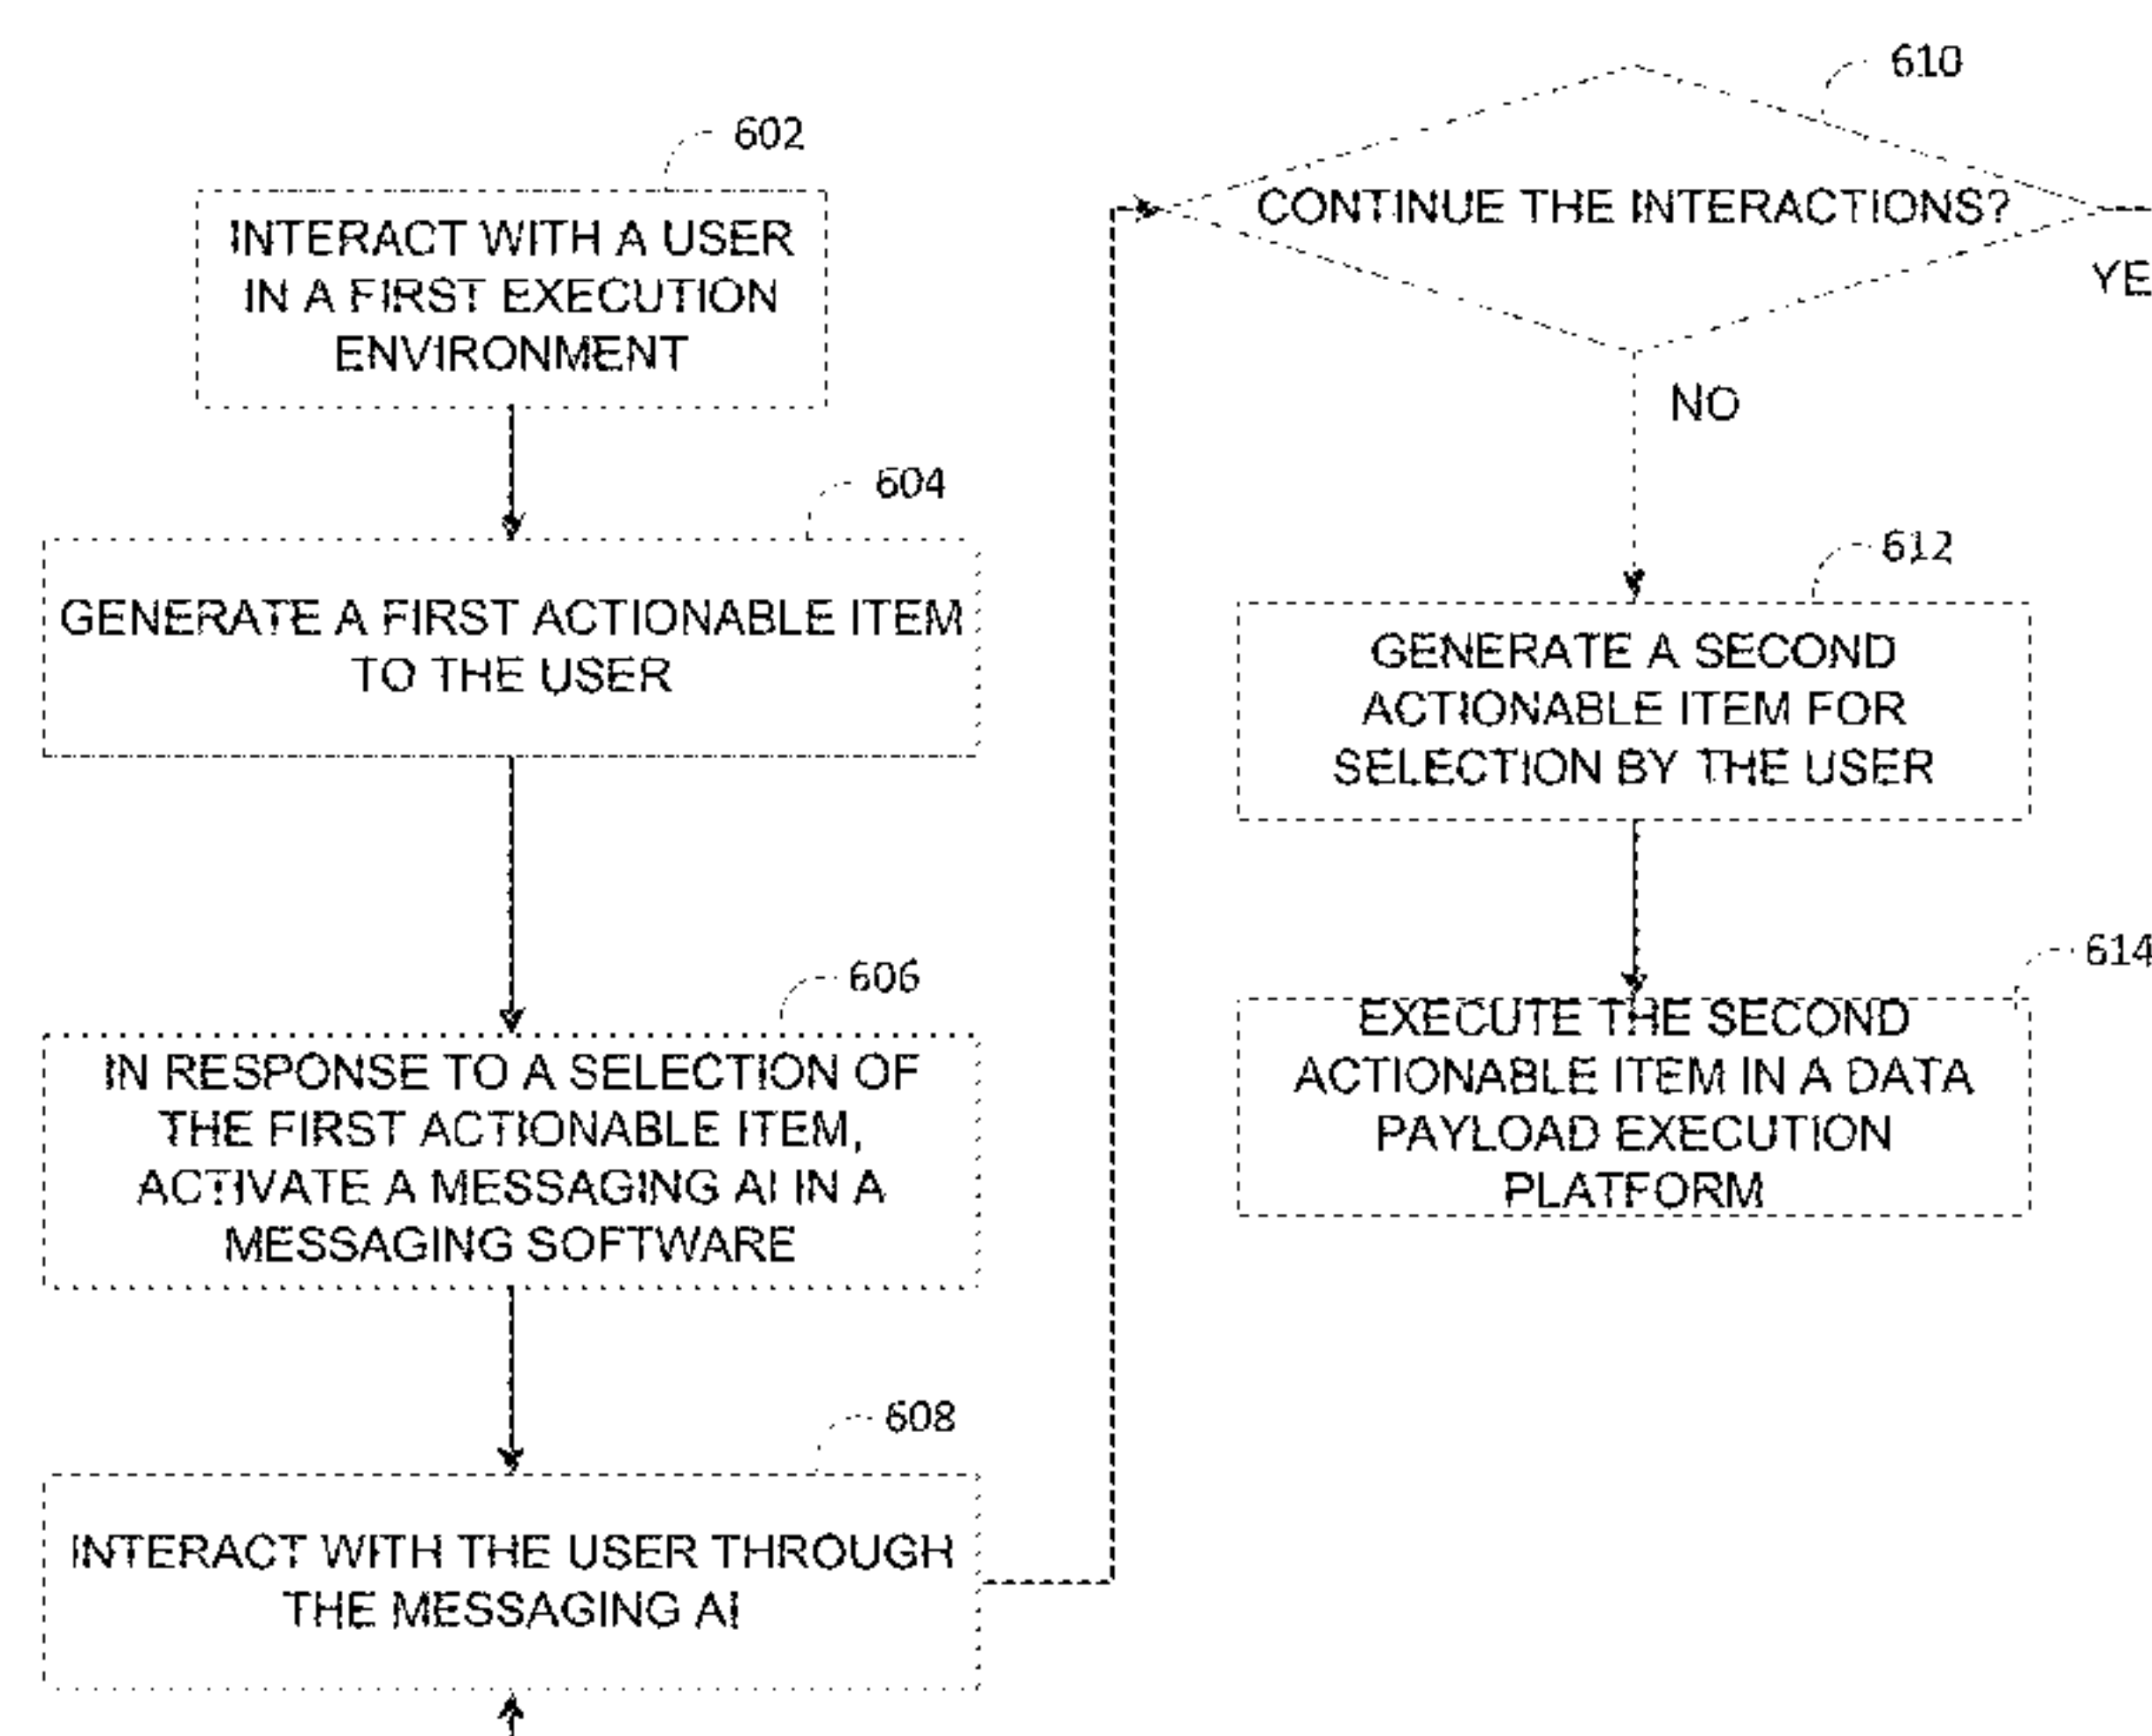 602
INTERACT WITH A USER
IN A FIRST EXECUTION
ENVIRONMENT
604
GENERATE A FIRST ACTIONABLE ITEM
TO THE USER
606
IN RESPONSE TO A SELECTION OF
THE FIRST ACTIONABLE ITEM,
ACTIVATE A MESSAGING AI IN A
MESSAGING SOFTWARE
608
INTERACT WITH THE USER THROUGH
THE MESSAGING AI
610
CONTINUE THE INTERACTIONS?
YE
NO
612
GENERATE A SECOND
ACTIONABLE ITEM FOR
SELECTION BY THE USER
614
EXECUTE THE SECOND
ACTIONABLE ITEM IN A DATA
PAYLOAD EXECUTION
PLATFORM